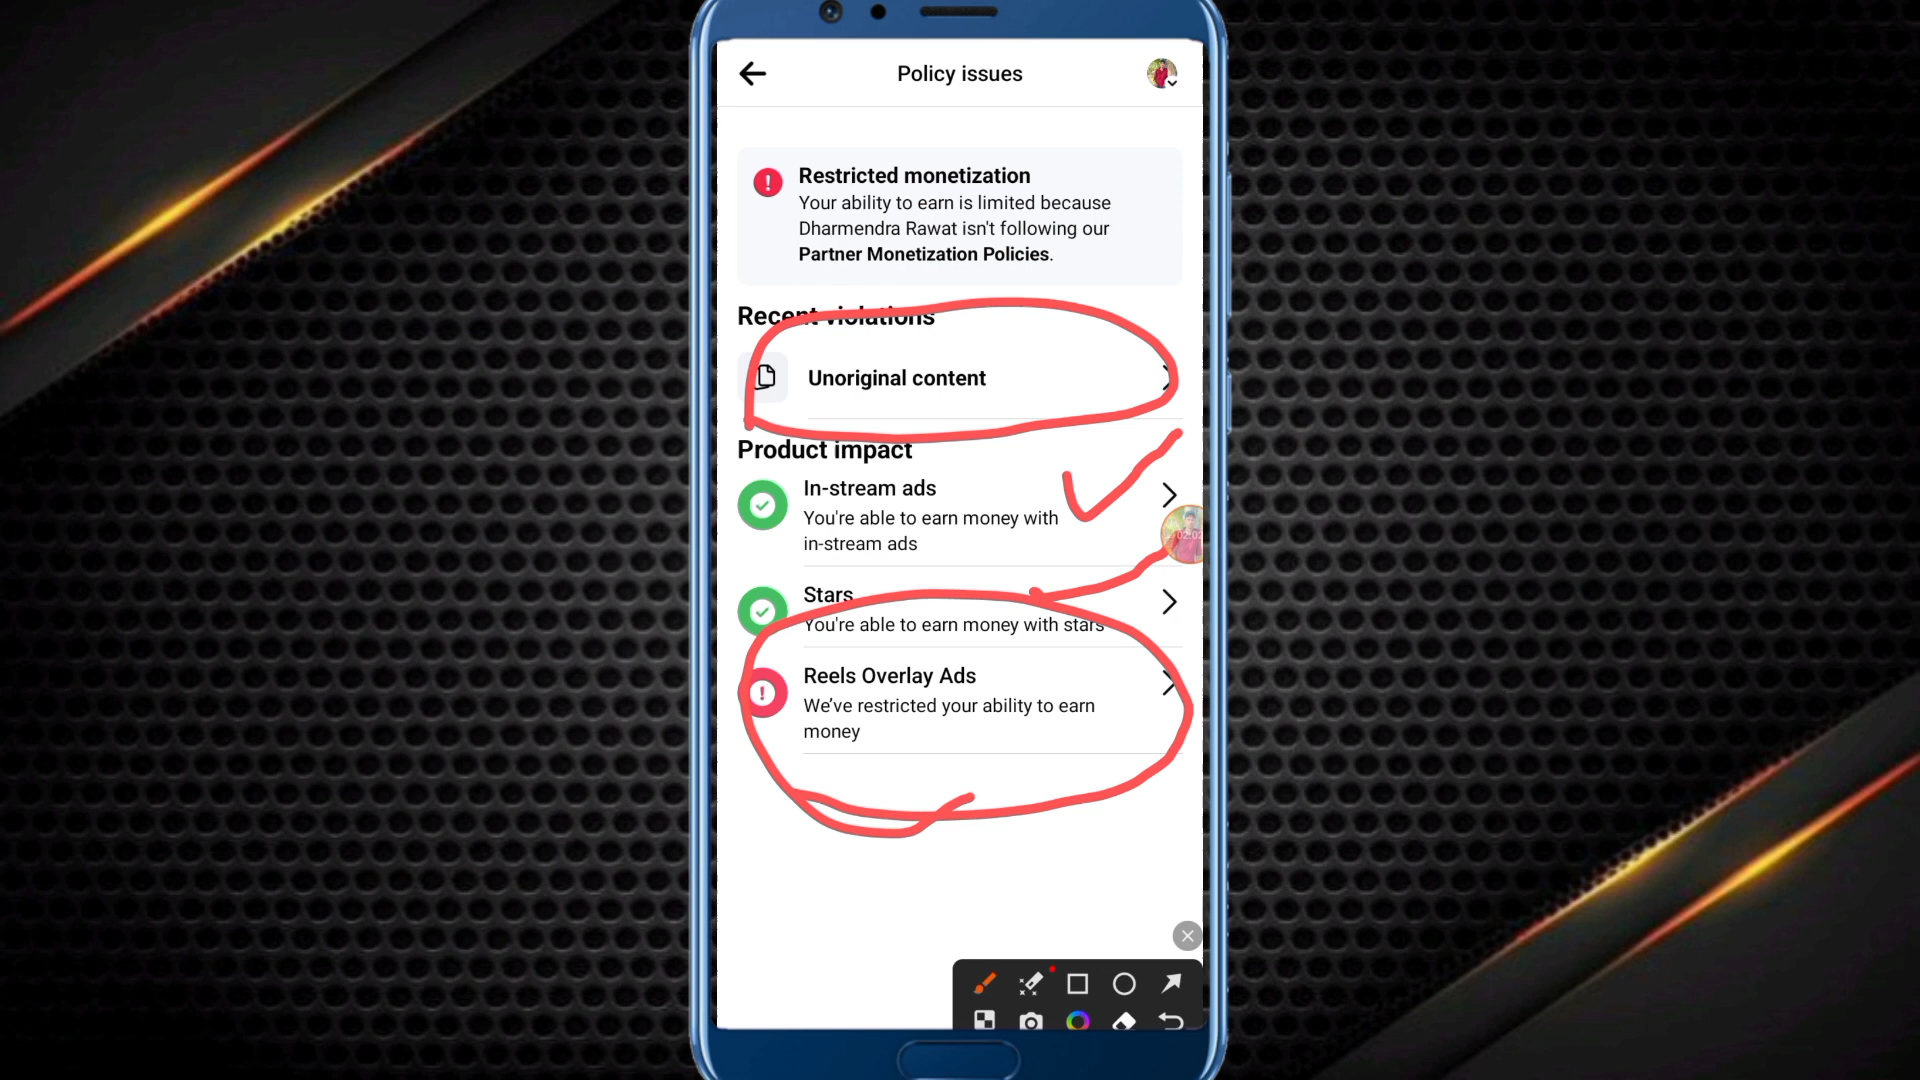 Policy issues
Restricted monetization
Your ability to earn is limited because
Dharmendra Rawat isn't following our
Partner Monetization Policies.
Recent violations
Unoriginal content
Product impact
In-stream ads
You're able to earn money with
in-stream ads
Stars
You're able to earn money with stars
Reels Overlay Ads
We've restricted your ability to earn
money